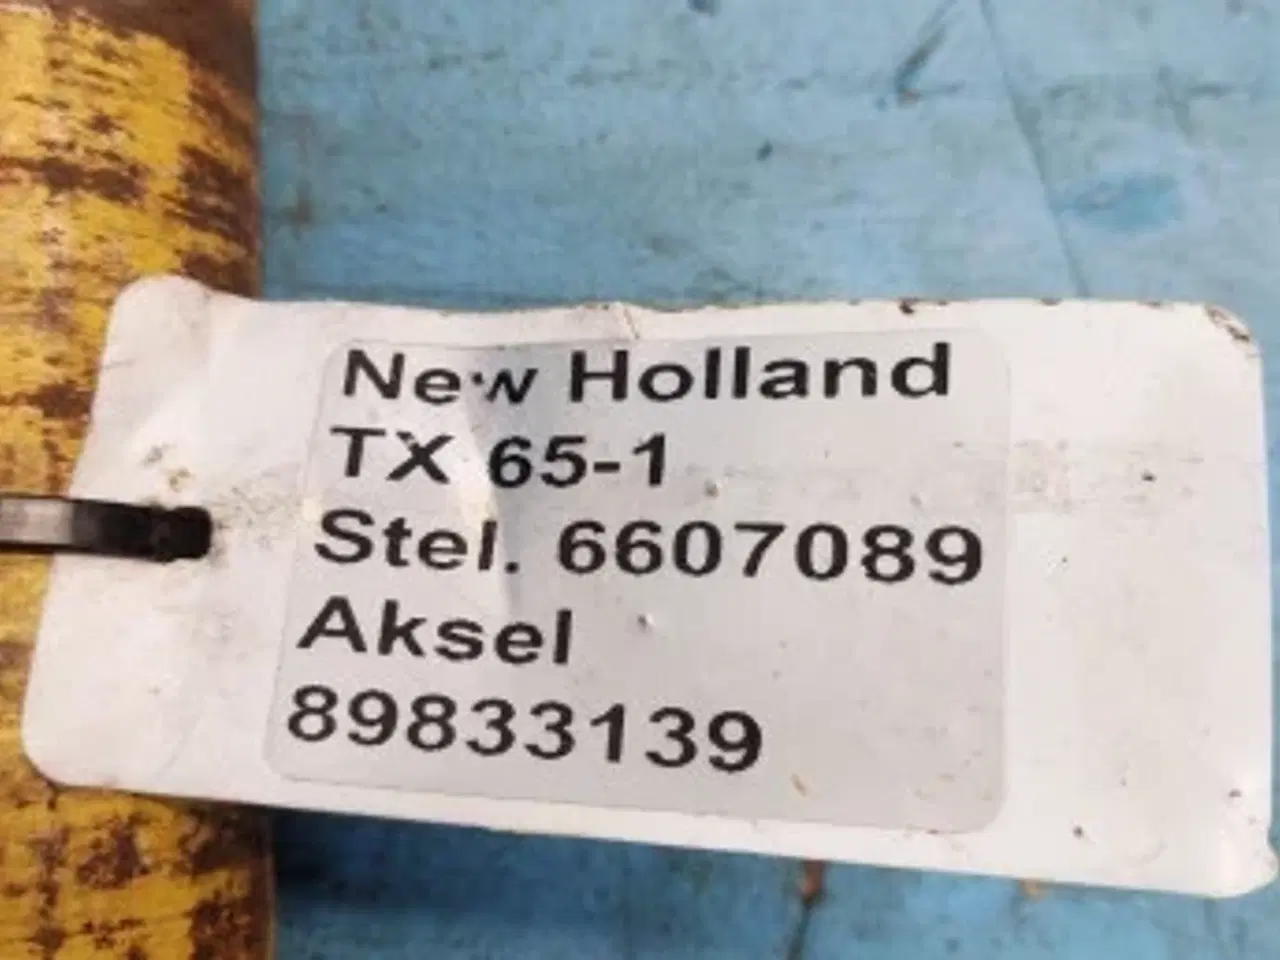 New Holland
TX 65-1
Stel. 6607089
Aksel
89833139